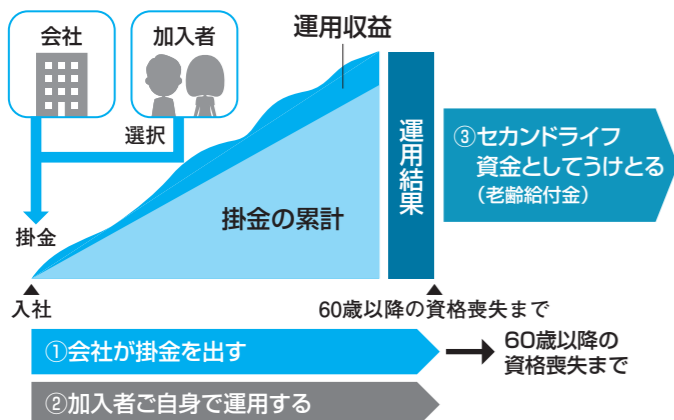 会社
加入者
選択
掛金
運用収益
掛金の累計
運用結果
③セカンドライフ
資金としてうけとる
（老齢給付金）
入社
60歳以降の資格喪失まで
①会社が掛金を出す
60歳以降の
資格喪失まで
②加入者ご自身で運用する